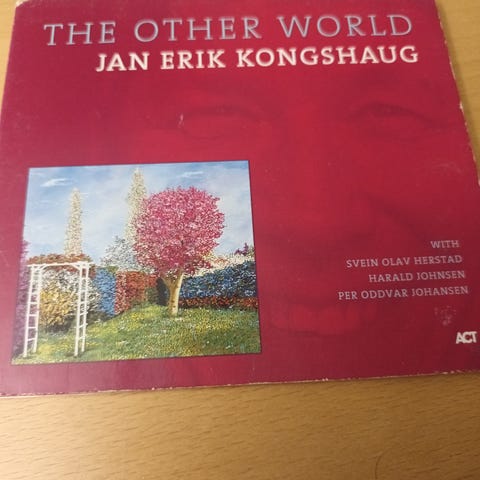 THE OTHER WORLD
JAN ERIK KONGSHAUG
WITH
SVEIN OLAV HERSTAD
HARALD JOHNSEN
PER ODDVAR JOHANSEN
ACT